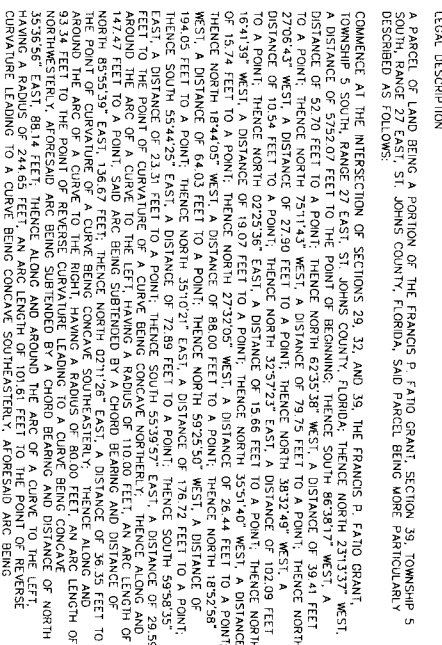 LEGAL DESCRIPTION
A PARCEL OF LAND BEING A PORTION OF THE FRANCIS P. FATIO GRANT, SECTION 39, TOWNSHIP 5
SOUTH, RANGE 27 EAST, ST. JOHNS COUNTY, FLORIDA, SAID PARCEL BEING MORE PARTICULARLY
DESCRIBED AS FOLLOWS:
COMMENCE AT THE INTERSECTION OF SECTIONS 29, 32, AND 39, THE FRANCIS P. FATIO GRANT,
TOWNSHIP 5 SOUTH, RANGE 27 EAST, ST. JOHNS COUNTY, FLORIDA; THENCE NORTH 23°13'37" WEST,
A DISTANCE OF 5752.07 FEET TO THE POINT OF BEGINNING; THENCE SOUTH 86°38'17" WEST, A
DISTANCE OF 52.70 FEET TO A POINT; THENCE NORTH 62°35'38" WEST, A DISTANCE OF 39.41 FEET
TO A POINT; THENCE NORTH 75°11'43" WEST, A DISTANCE OF 79.75 FEET TO A POINT; THENCE NORTH
27°06'43" WEST, A DISTANCE OF 27.90 FEET TO A POINT; THENCE NORTH 38°32'49" WEST, A
DISTANCE OF 10.54 FEET TO A POINT; THENCE NORTH 32°57'23" EAST, A DISTANCE OF 102.09 FEET
TO A POINT; THENCE NORTH 02°25'36" EAST, A DISTANCE OF 15.66 FEET TO A POINT; THENCE NORTH
16°41'39" WEST, A DISTANCE OF 19.07 FEET TO A POINT; THENCE NORTH 35°51'40" WEST, A DISTANCE
OF 15.74 FEET TO A POINT; THENCE NORTH 27°32'05" WEST, A DISTANCE OF 26.44 FEET TO A POINT;
THENCE NORTH 18°44'05" WEST, A DISTANCE OF 88.00 FEET TO A POINT; THENCE NORTH 18°52'58"
WEST, A DISTANCE OF 64.03 FEET TO A POINT; THENCE NORTH 59°25'50" WEST, A DISTANCE OF
194.05 FEET TO A POINT; THENCE NORTH 35°10'21" EAST, A DISTANCE OF 176.72 FEET TO A POINT;
THENCE SOUTH 55°44'25" EAST, A DISTANCE OF 72.89 FEET TO A POINT; THENCE SOUTH 59°58'35"
EAST, A DISTANCE OF 23.31 FEET TO A POINT; THENCE SOUTH 55°39'57" EAST, A DISTANCE OF 29.59
FEET TO THE POINT OF CURVATURE OF A CURVE BEING CONCAVE NORTHERLY; THENCE ALONG AND
AROUND THE ARC OF A CURVE TO THE LEFT, HAVING A RADIUS OF 110.00 FEET, AN ARC LENGTH OF
147.47 FEET TO A POINT, SAID ARC BEING SUBTENDED BY A CHORD BEARING AND DISTANCE OF
NORTH 85°55'39" EAST, 136.67 FEET; THENCE NORTH 02°11'26" EAST, A DISTANCE OF 36.35 FEET TO
THE POINT OF CURVATURE OF A CURVE BEING CONCAVE SOUTHEASTERLY; THENCE ALONG AND
AROUND THE ARC OF A CURVE TO THE RIGHT, HAVING A RADIUS OF 80.00 FEET, AN ARC LENGTH OF
93.34 FEET TO THE POINT OF REVERSE CURVATURE LEADING TO A CURVE BEING CONCAVE
NORTHWESTERLY, AFORESAID ARC BEING SUBTENDED BY A CHORD BEARING AND DISTANCE OF NORTH
35°36'56" EAST, 88.14 FEET; THENCE ALONG AND AROUND THE ARC OF A CURVE TO THE LEFT,
HAVING A RADIUS OF 244.65 FEET, AN ARC LENGTH OF 101.61 FEET TO THE POINT OF REVERSE
CURVATURE LEADING TO A CURVE BEING CONCAVE SOUTHEASTERLY, AFORESAID ARC BEING